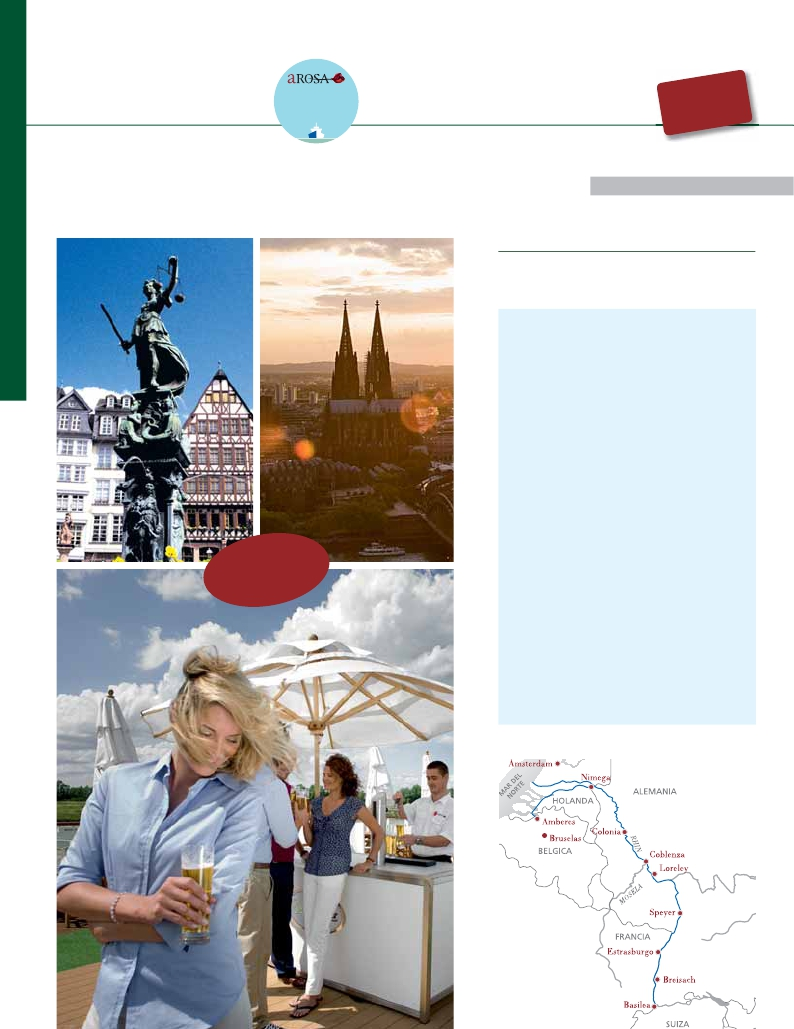 aROSA
Amsterdam
Nimega
MAR DEL
NORTE
ALEMANIA
HOLANDA
Amberes
Colonia
RHIN
Bruselas
BELGICA
Coblenza
Loreley
MOSELA
Speyer
FRANCIA
Estrasburgo
Breisach
Basilea
SUIZA